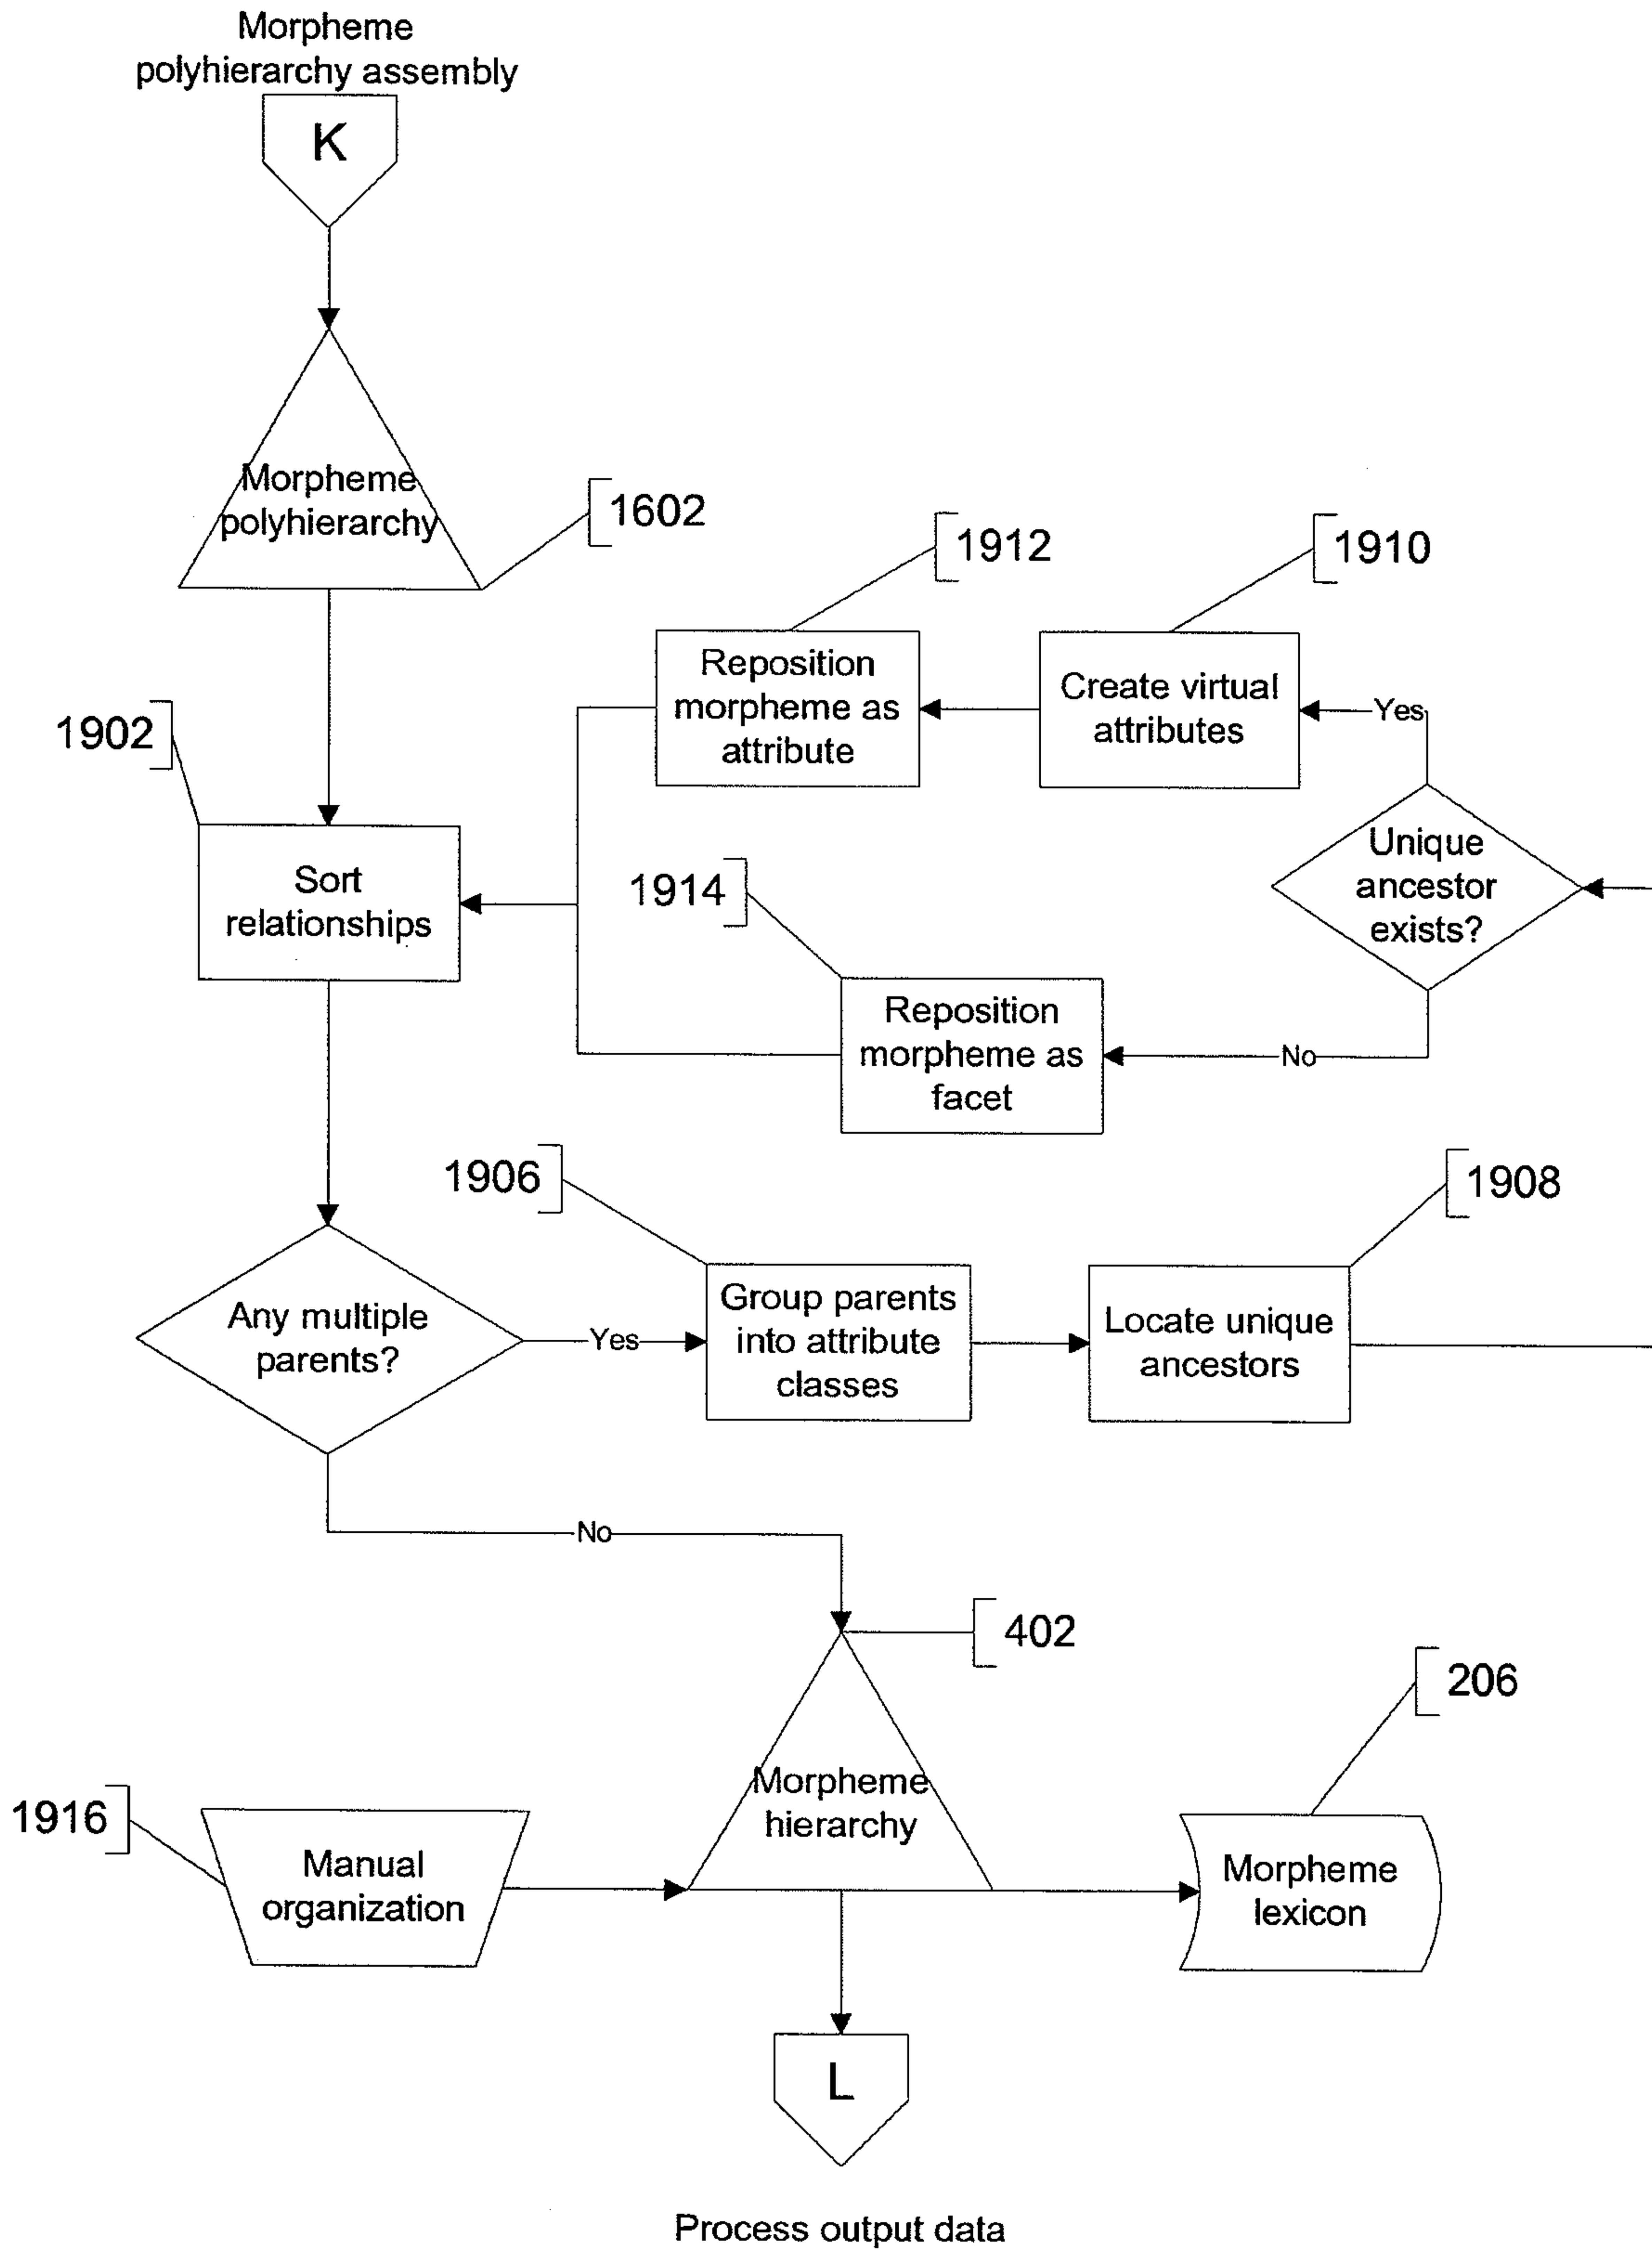 Morpheme
polyhierarchy assembly
K
Morpheme
polyhierarchy
1602
1912
1910
Reposition
morpheme as
attribute
Create virtual
attributes
Yes
1902
Sort
relationships
1914
Unique
ancestor
exists?
Reposition
morpheme as
facet
No
1906
1908
Any multiple
parents?
Yes
Group parents
into attribute
classes
Locate unique
ancestors
No
402
206
1916
Manual
organization
Morpheme
hierarchy
Morpheme
lexicon
L
Process output data